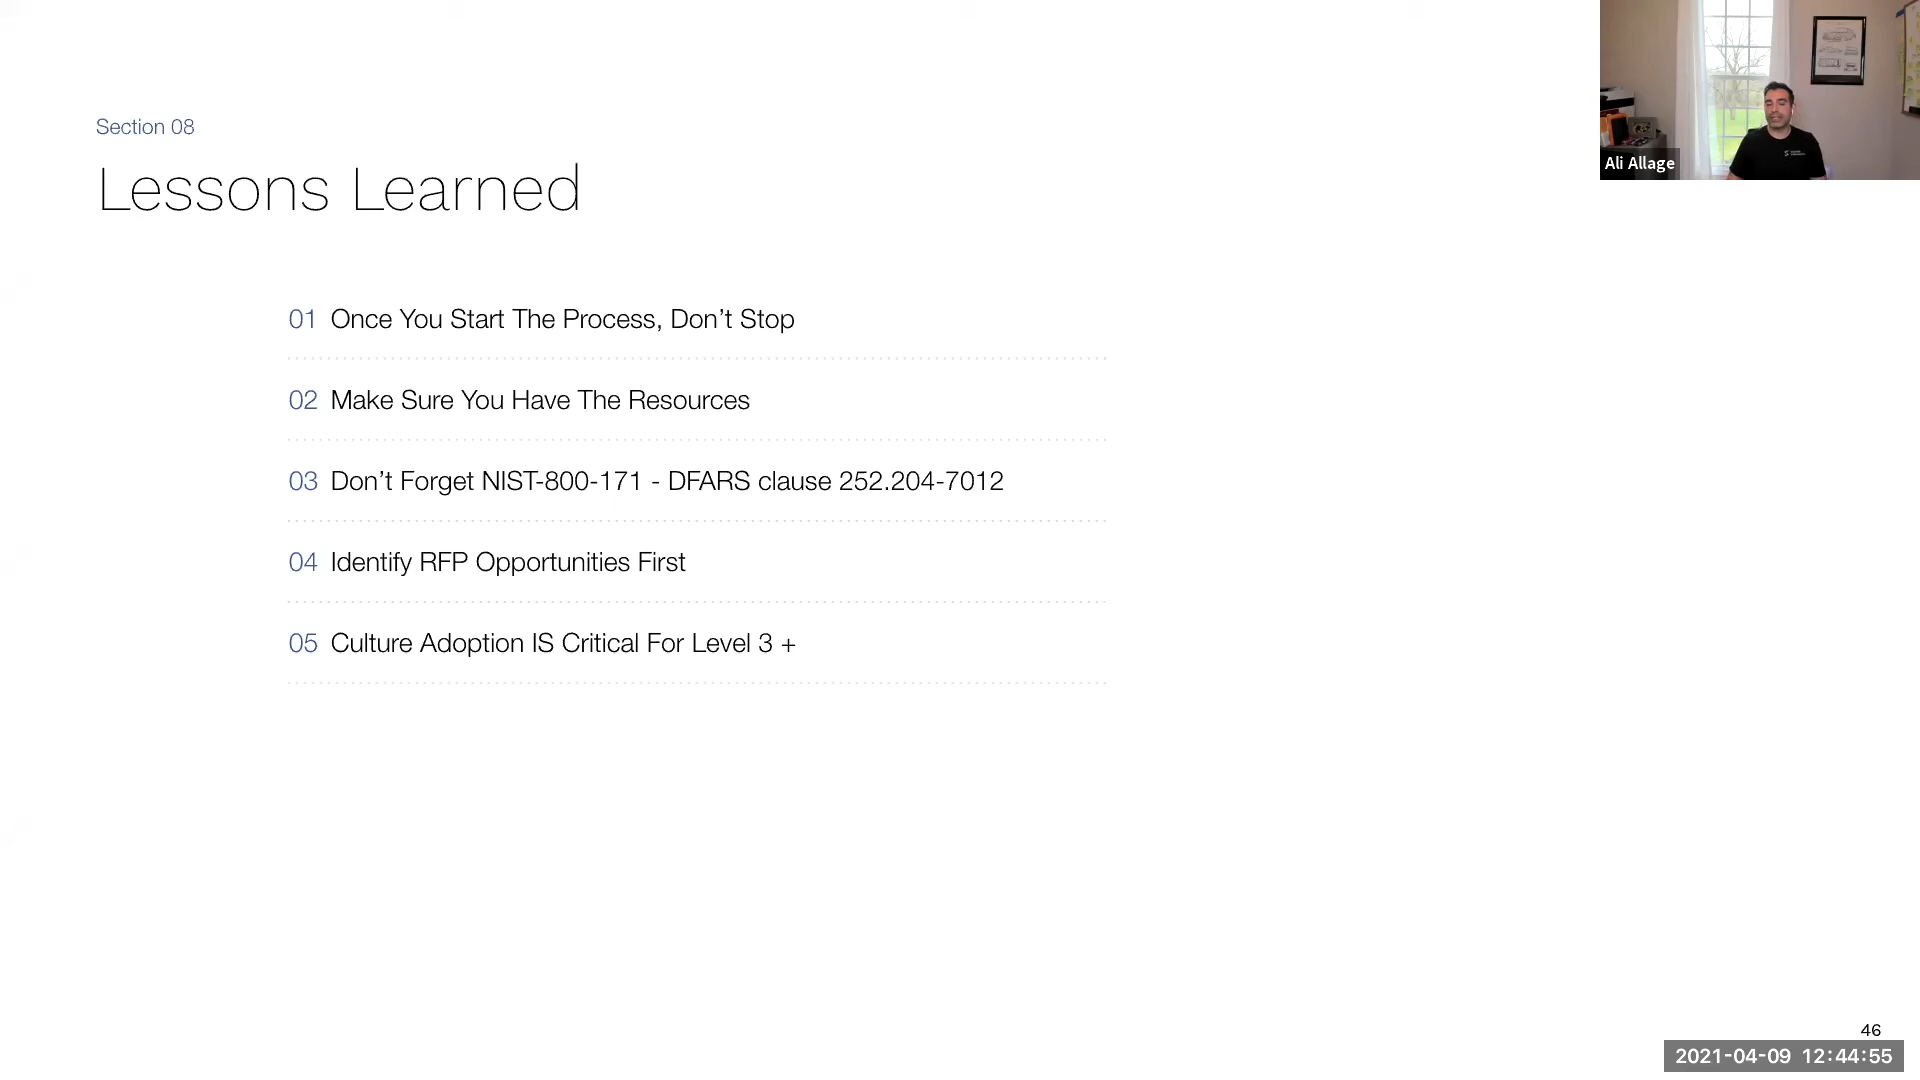 Section 08
Lessons Learned
01 Once You Start The Process, Don’t Stop
02 Make Sure You Have The Resources
03 Don’t Forget NIST-800-171 - DFARS clause 252.204-7012
04 Identify RFP Opportunities First
05 Culture Adoption IS Critical For Level 3 +
Ali Allage
46
2021-04-09 12:44:55